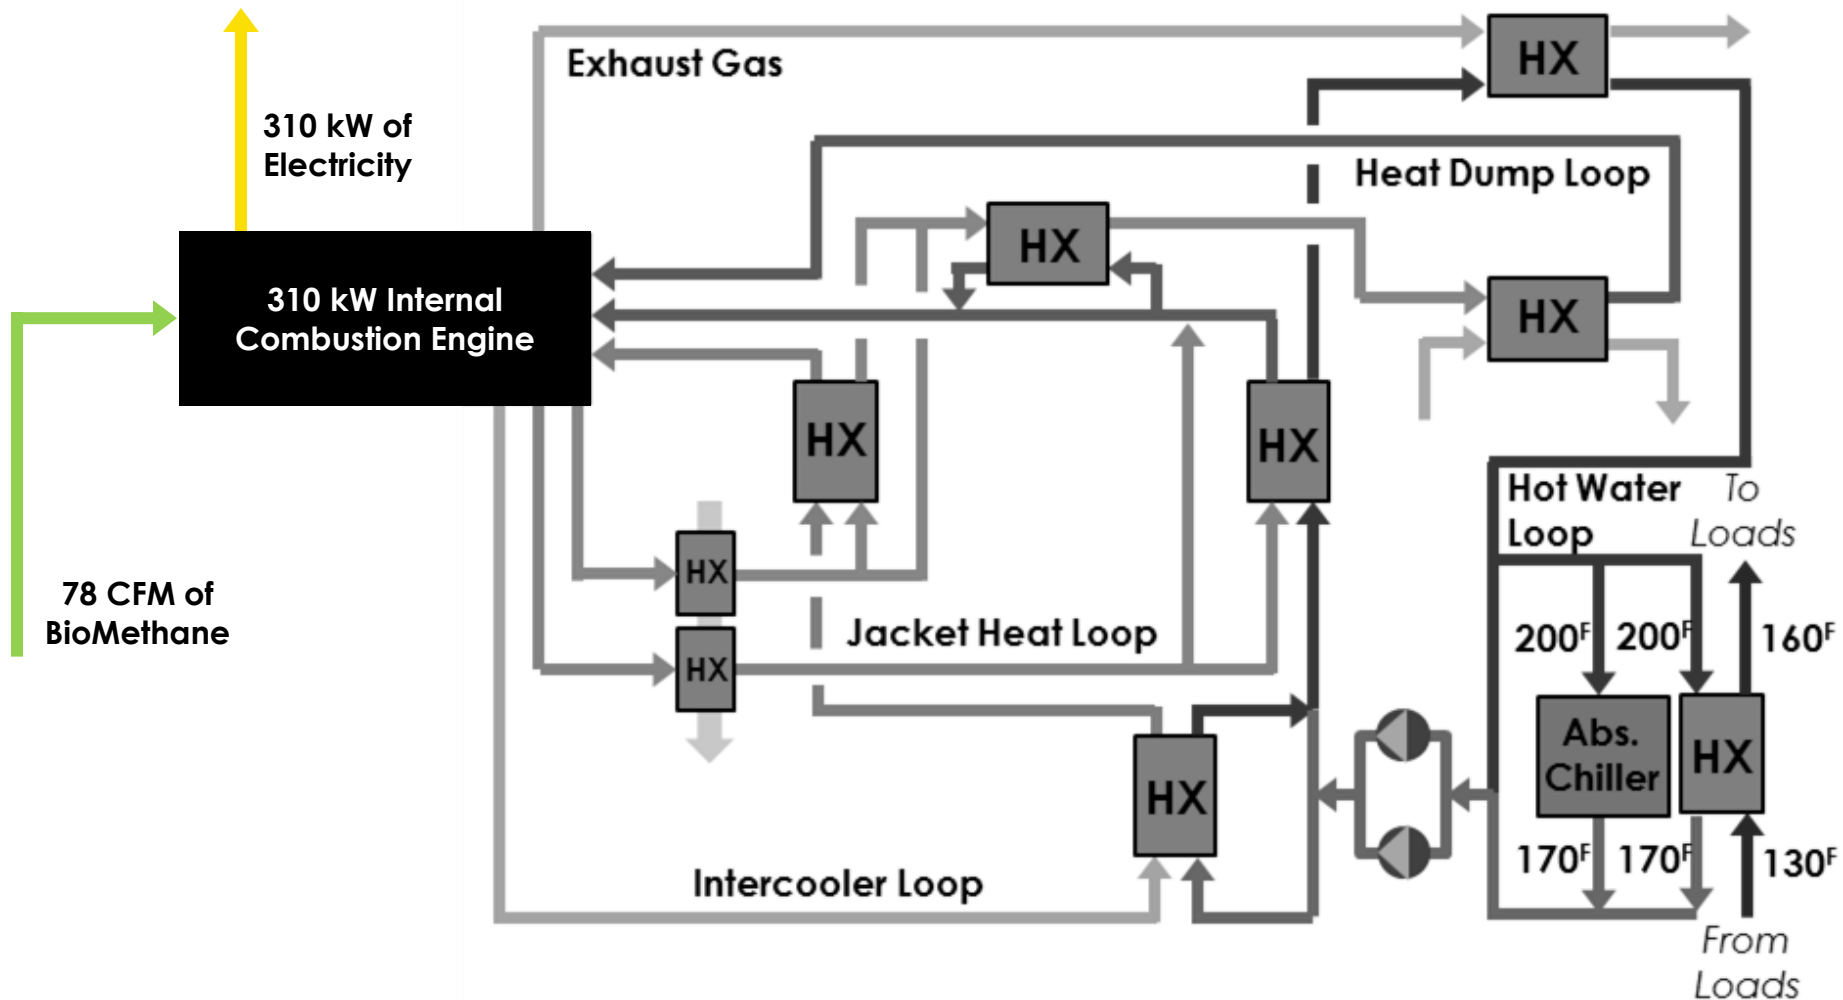 Exhaust Gas
HX
310 kW of
Electricity
Heat Dump Loop
HX
310 kW Internal
Combustion Engine
HX
HX
HX
Hot Water
Loop
To
Loads
HX
78 CFM of
BioMethane
Jacket Heat Loop
HX
200F
200F
160F
Abs.
Chiller
HX
HX
170F
170F
130F
Intercooler Loop
From
Loads